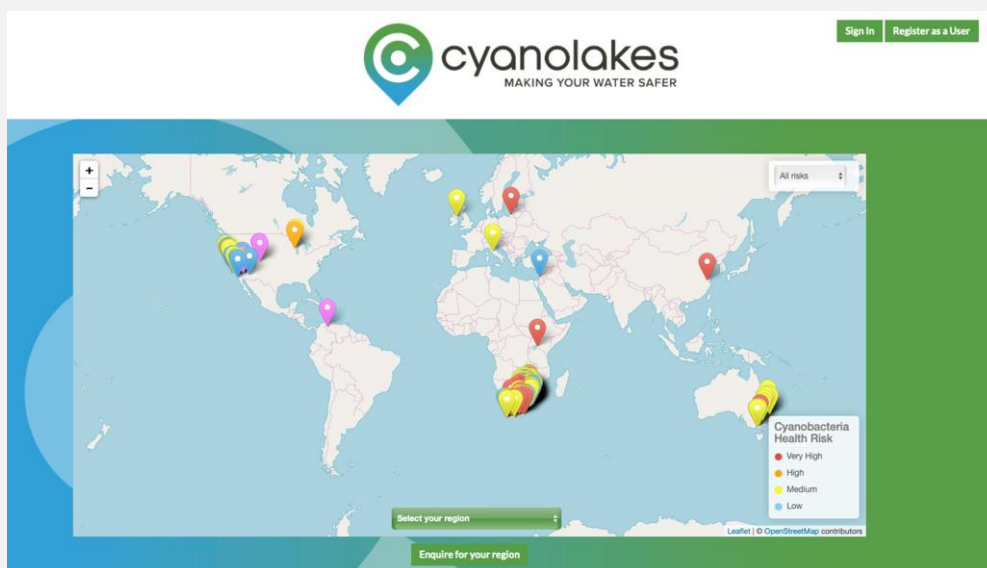 Sign In
Register as a User
cyanolakes
MAKING YOUR WATER SAFER
+
All risks
-
Cyanobacteria
Health Risk
Very High
High
Medium
Low
Select your region
Leaflet | © OpenStreetMap contributors
Enquire for your region